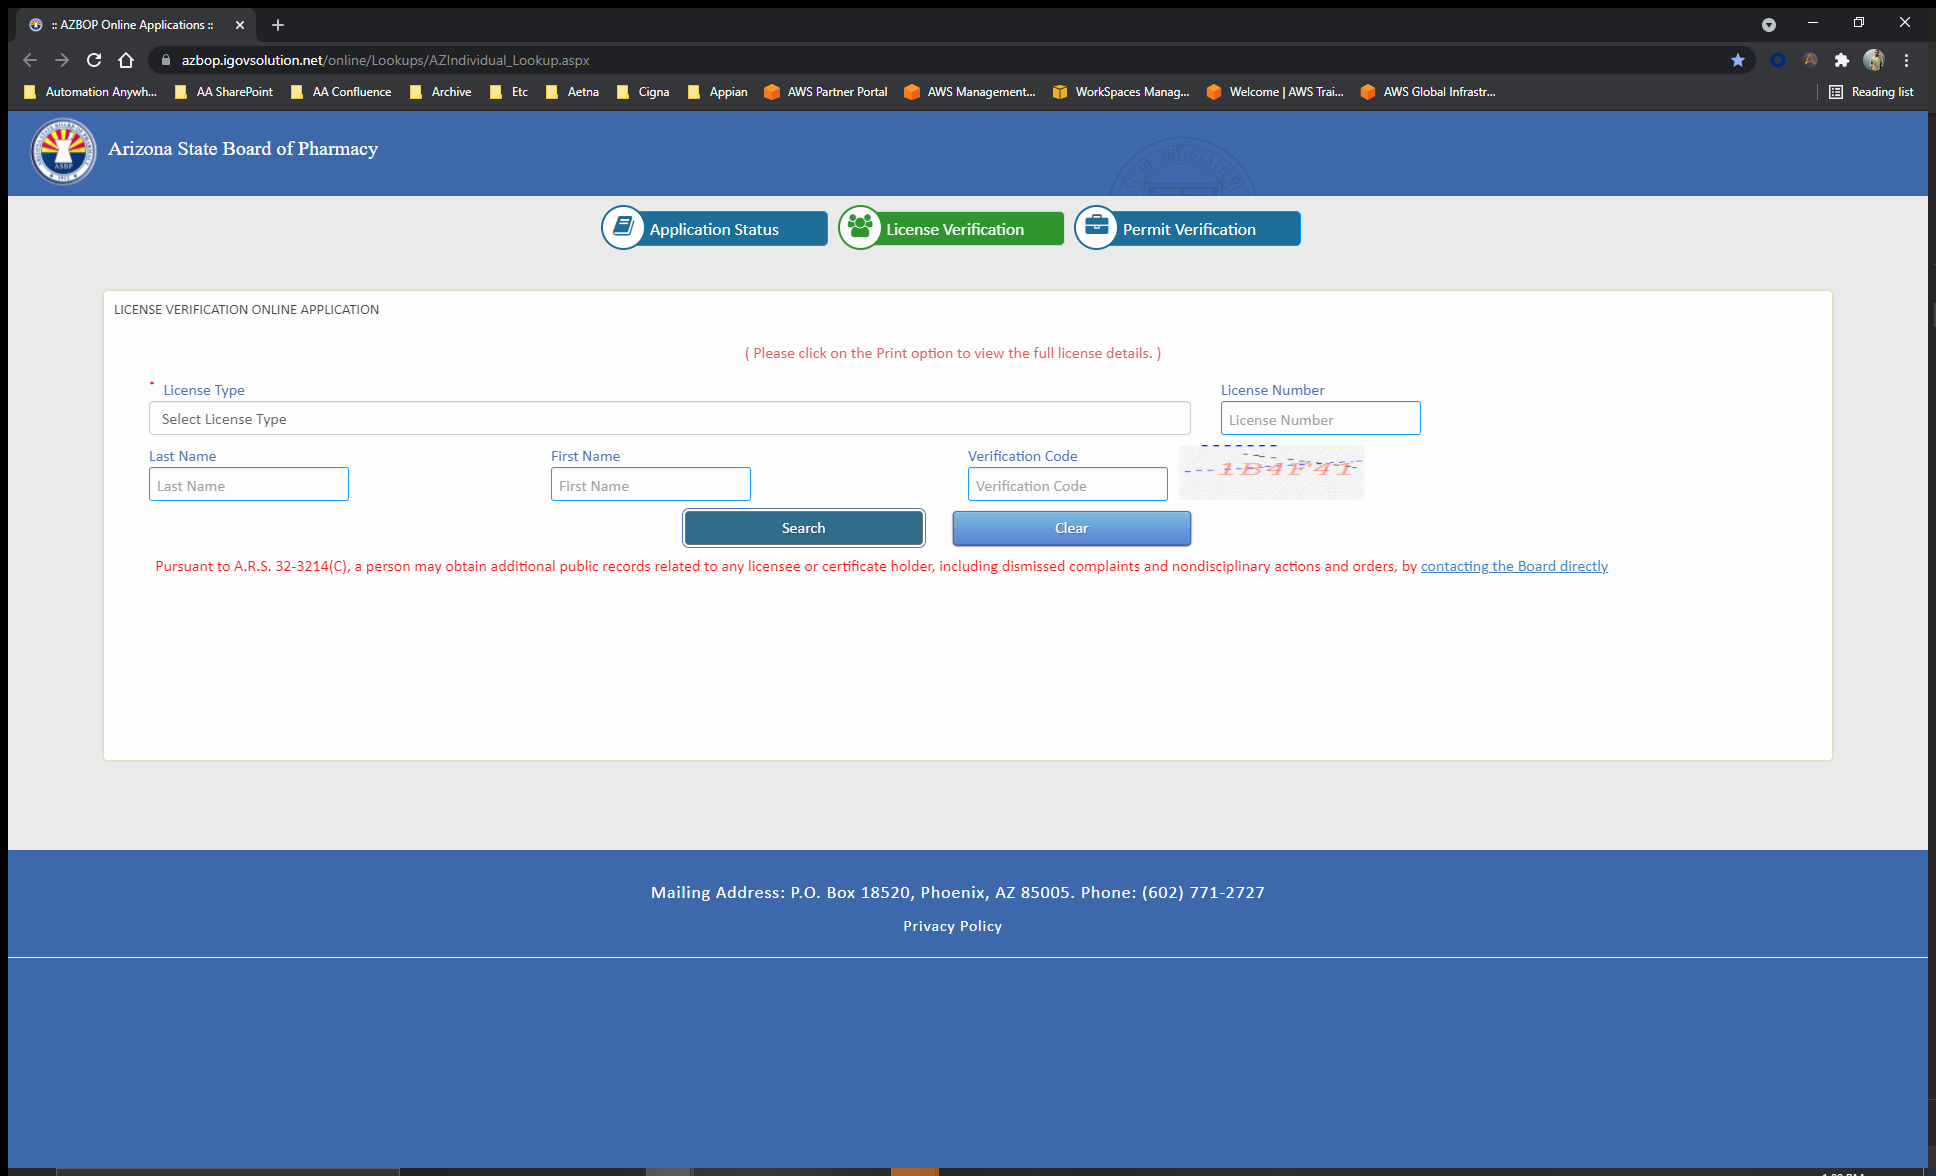 :: AZBOP Online Applications ::
azbop.igovsolution.net/online/Lookups/AZIndividual_Lookup.aspx
Automation Anywh... AA SharePoint AA Confluence Archive Etc Aetna Cigna Appian AWS Partner Portal AWS Management... WorkSpaces Manag... Welcome | AWS Trai... AWS Global Infrastr... Reading list
Arizona State Board of Pharmacy
Application Status License Verification Permit Verification
LICENSE VERIFICATION ONLINE APPLICATION
( Please click on the Print option to view the full license details. )
* License Type License Number
Select License Type License Number
Last Name First Name Verification Code
Last Name First Name Verification Code 1B4F41
Search Clear
Pursuant to A.R.S. 32-3214(C), a person may obtain additional public records related to any licensee or certificate holder, including dismissed complaints and nondisciplinary actions and orders, by contacting the Board directly
Mailing Address: P.O. Box 18520, Phoenix, AZ 85005. Phone: (602) 771-2727
Privacy Policy